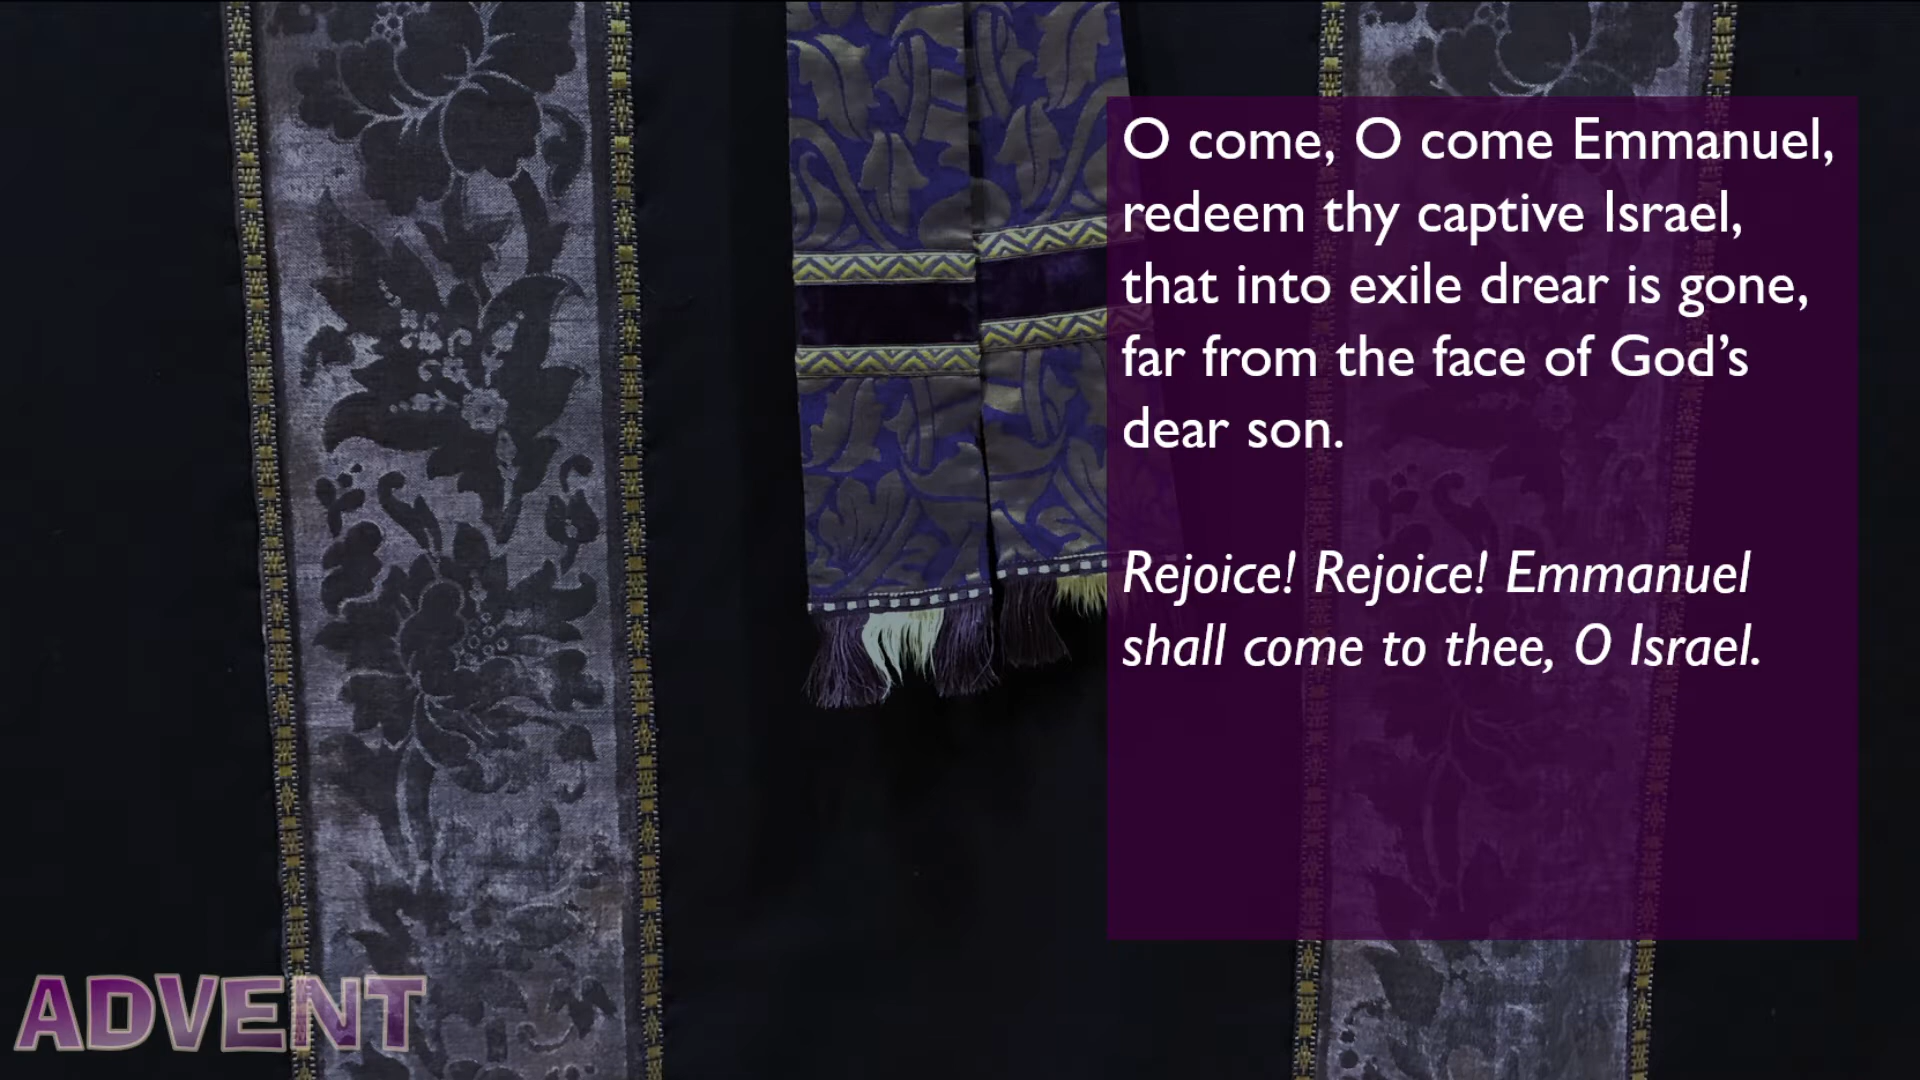 O come, O come Emmanuel,
redeem thy captive Israel,
that into exile drear is gone,
far from the face of God’s
dear son.
Rejoice! Rejoice! Emmanuel
shall come to thee, O Israel.
ADVENT